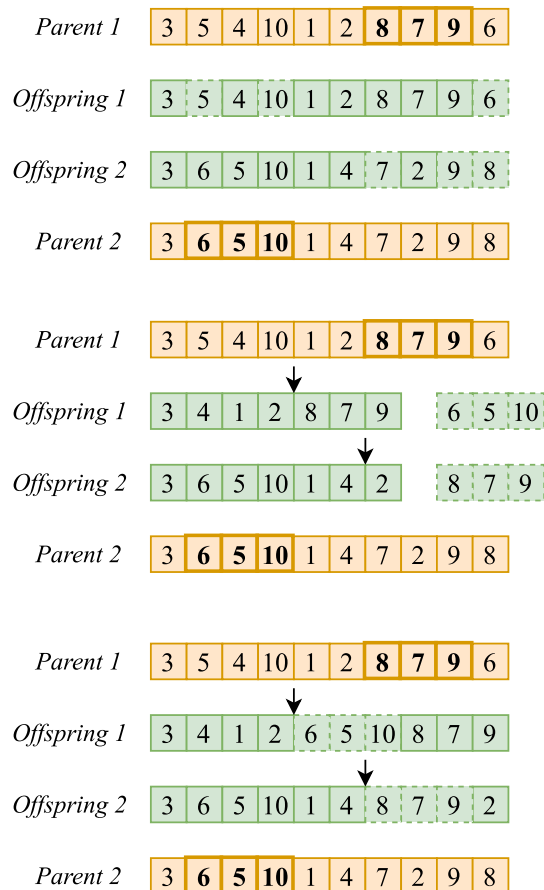 Parent 1 3 5 4 10 1 2 8 7 9 6
Offspring 1 3 5 4 10 1 2 8 7 9 6
Offspring 2 3 6 5 10 1 4 7 2 9 8
Parent 2 3 6 5 10 1 4 7 2 9 8
Parent 1 3 5 4 10 1 2 8 7 9 6
Offspring 1 3 4 1 2 8 7 9 6 5 10
Offspring 2 3 6 5 10 1 4 2 8 7 9
Parent 2 3 6 5 10 1 4 7 2 9 8
Parent 1 3 5 4 10 1 2 8 7 9 6
Offspring 1 3 4 1 2 6 5 10 8 7 9
Offspring 2 3 6 5 10 1 4 8 7 9 2
Parent 2 3 6 5 10 1 4 7 2 9 8